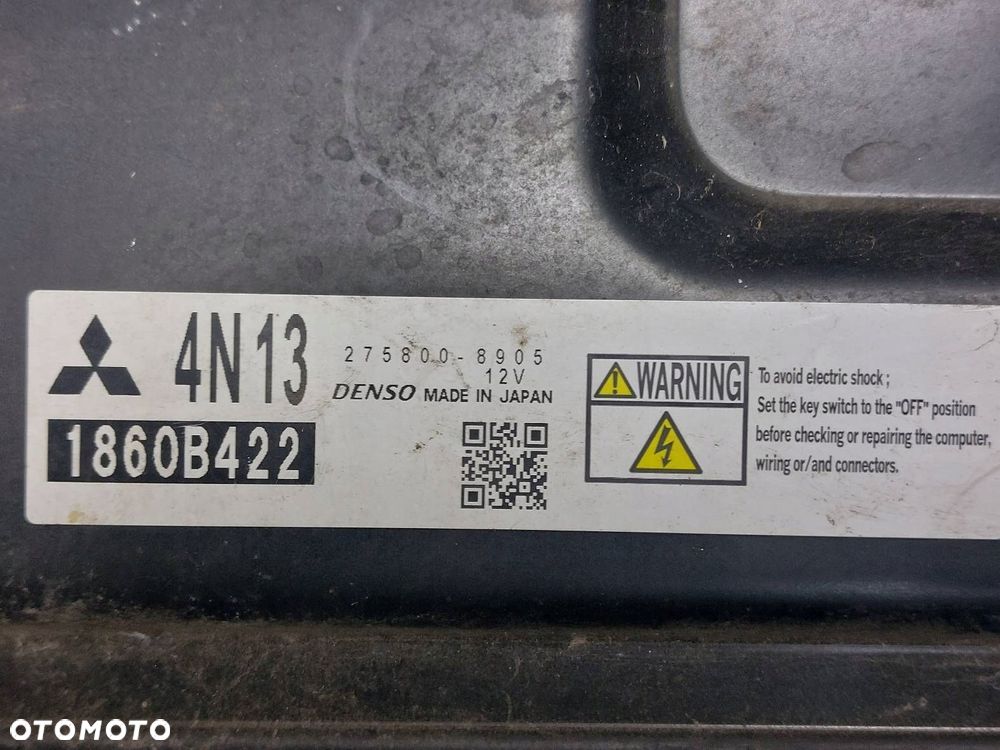 4N13
1860B422
275800-8905
12V
DENSO MADE IN JAPAN
WARNING
To avoid electric shock ;
Set the key switch to the "OFF" position
before checking or repairing the computer,
wiring or/and connectors.
OTOMOTO